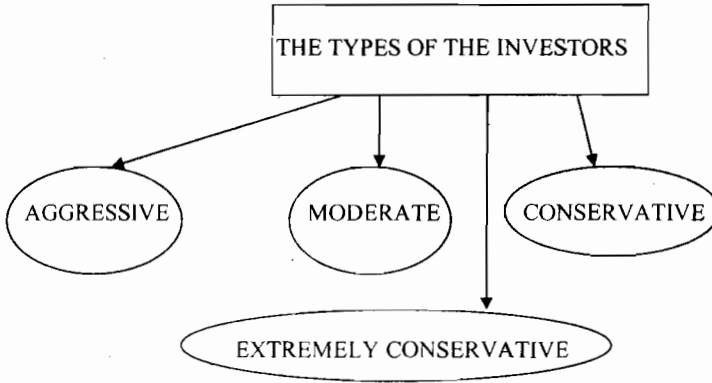 THE TYPES OF THE INVESTORS
AGGRESSIVE
MODERATE
CONSERVATIVE
EXTREMELY CONSERVATIVE